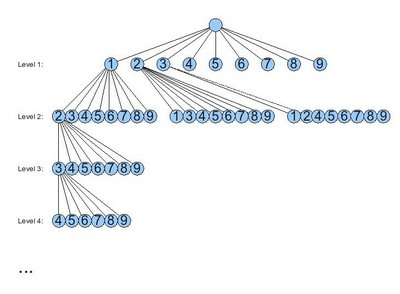 Level 1: 1 2 3 4 5 6 7 8 9
Level 2: 2 3 4 5 6 7 8 9 1 3 4 5 6 7 8 9 1 2 4 5 6 7 8 9
Level 3: 3 4 5 6 7 8 9
Level 4: 4 5 6 7 8 9
...